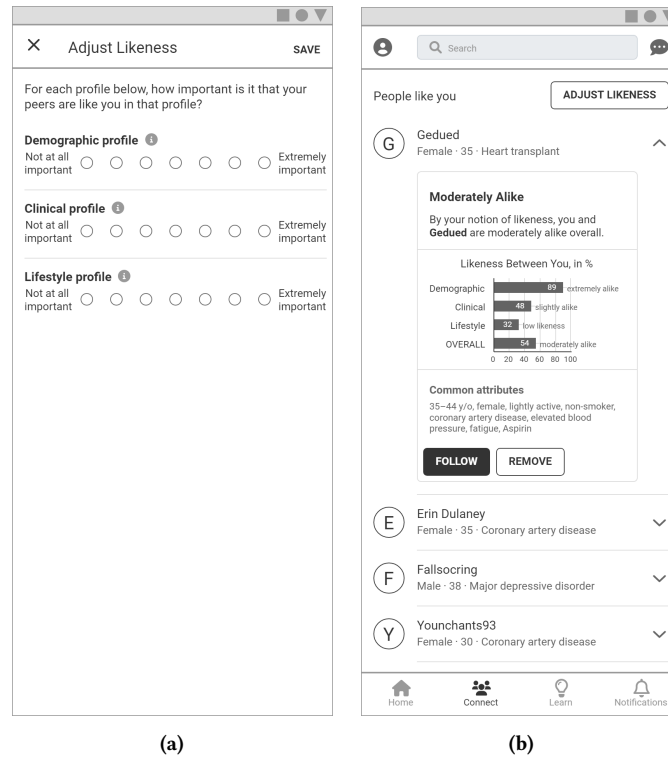 Adjust Likeness
SAVE
For each profile below, how important is it that your
peers are like you in that profile?
Demographic profile
Not at all
important
Extremely
important
Clinical profile
Not at all
important
Extremely
important
Lifestyle profile
Not at all
important
Extremely
important
(a)
Search
People like you
ADJUST LIKENESS
G
Gedued
Female · 35 · Heart transplant
Moderately Alike
By your notion of likeness, you and
Gedued are moderately alike overall.
Likeness Between You, in %
Demographic 89 extremely alike
Clinical 48 slightly alike
Lifestyle 32 low likeness
OVERALL 54 moderately alike
0 20 40 60 80 100
Common attributes
35–44 y/o, female, lightly active, non-smoker,
coronary artery disease, elevated blood
pressure, fatigue, Aspirin
FOLLOW REMOVE
E
Erin Dulaney
Female · 35 · Coronary artery disease
F
Fallsocring
Male · 38 · Major depressive disorder
Y
Younchants93
Female · 30 · Coronary artery disease
Home Connect Learn Notifications
(b)